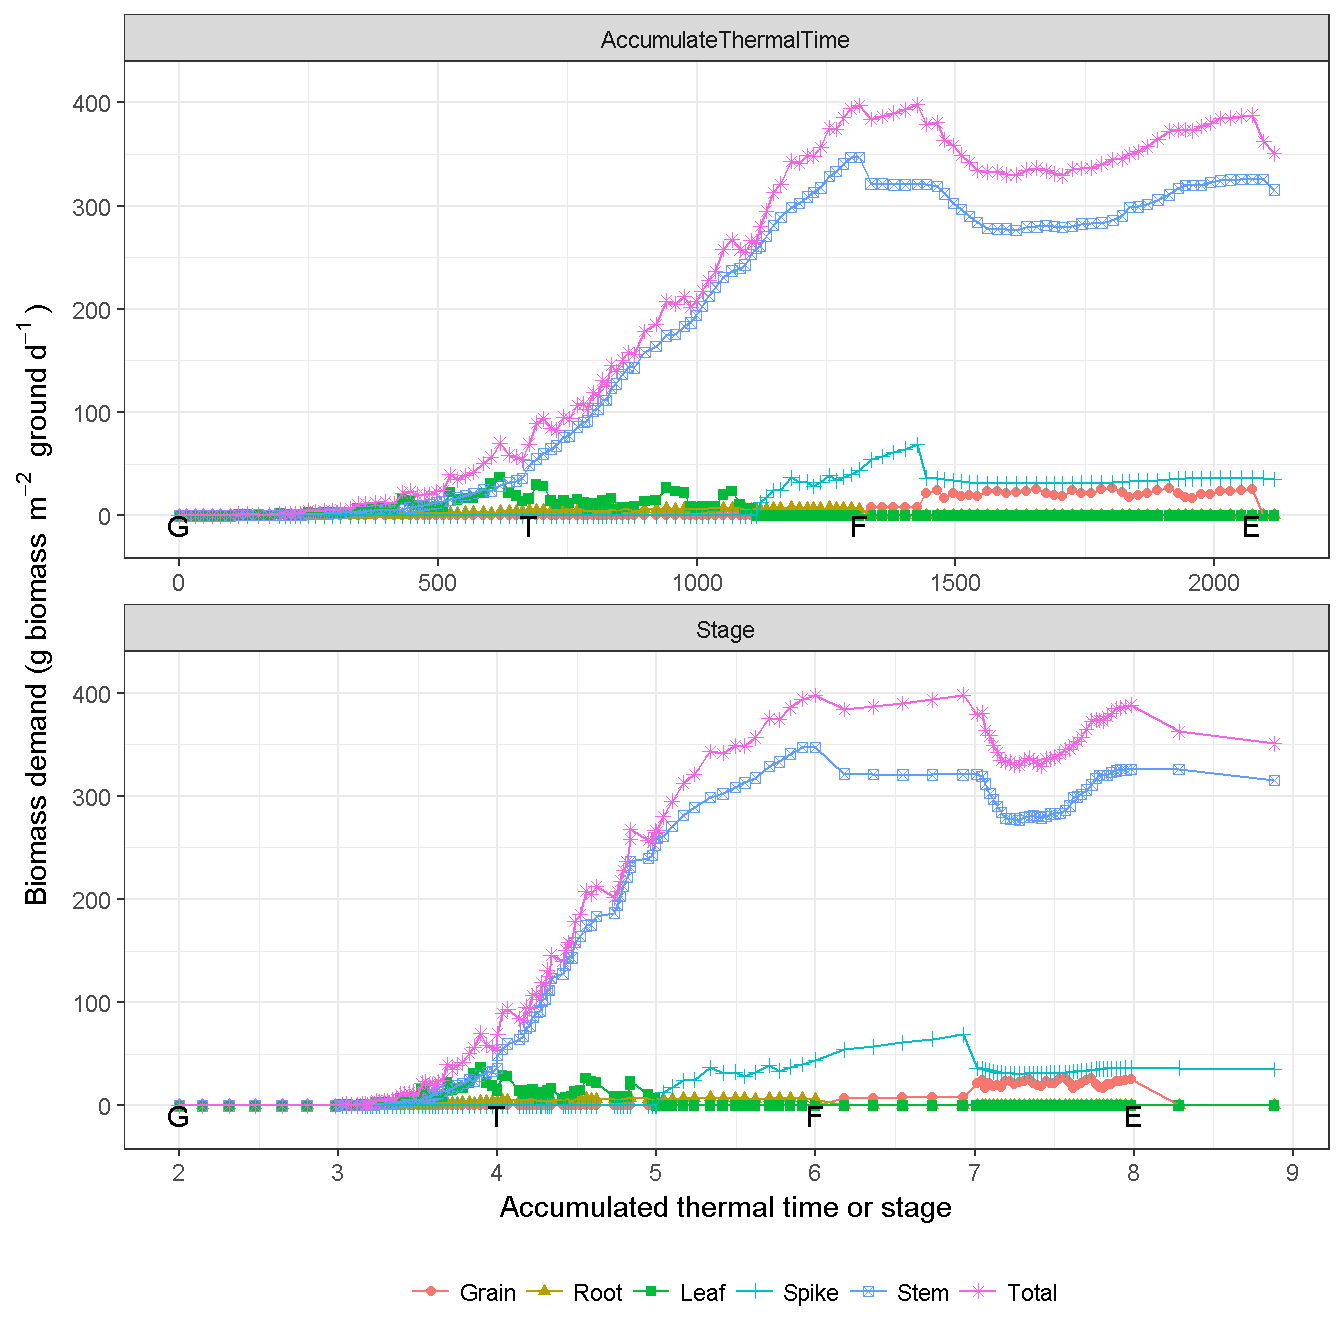 AccumulateThermalTime
400
300
200
100
0
G T F E
0 500 1000 1500 2000
Stage
400
300
200
100
0
G T F E
2 3 4 5 6 7 8 9
Biomass demand (g biomass m⁻² ground d⁻¹)
Accumulated thermal time or stage
Grain Root Leaf Spike Stem Total